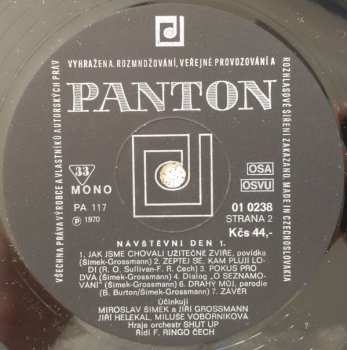 VYHRAŽENA. ROZMNOŽOVÁNÍ, VEŘEJNÉ PROVOZOVÁNÍ A
ROZHLASOVÉ ŠÍŘENÍ ZAKÁZÁNO. MADE IN CZECHOSLOVAKIA
VŠECHNA PRÁVA VÝROBCE A VLASTNÍKŮ AUTORSKÝCH PRÁV
PANTON
33
MONO
PA 117
Ⓟ 1970
OSA
OSVU
01 0238
STRANA 2
Kčs 44,-
NÁVŠTĚVNÍ DEN 1.
1. JAK JSME CHOVALI UŽITEČNÉ ZVÍŘE, povídka
(Šimek-Grossmann) 2. ZEPTEJ SE, KAM PLUJÍ LO-
DI (R. O. Sullivan-F. R. Čech) 3. POKUS PRO
DVA (Šimek-Grossmann) 4. Dialog „O SEZNAMO-
VÁNÍ" (Šimek-Grossmann) 5. DRAHÝ MŮJ, parodie
(B. Burton/Šimek-Grossmann) 7. ZÁVĚR
Účinkují
MIROSLAV ŠIMEK a JIŘÍ GROSSMANN
JIŘÍ HELEKAL, MILUŠE VOBORNÍKOVÁ
Hraje orchestr SHUT UP
Řídí F. RINGO ČECH